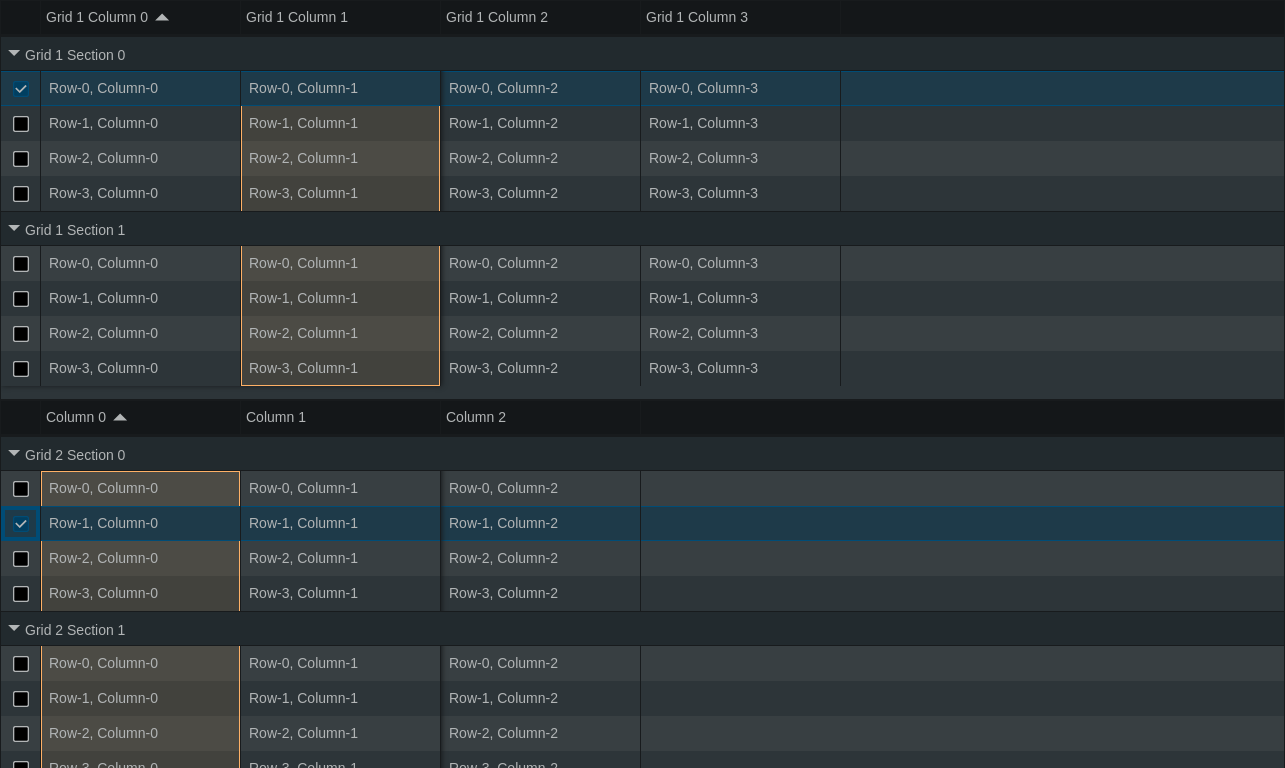 Grid 1 Column 0 Grid 1 Column 1 Grid 1 Column 2 Grid 1 Column 3
Grid 1 Section 0
Row-0, Column-0 Row-0, Column-1 Row-0, Column-2 Row-0, Column-3
Row-1, Column-0 Row-1, Column-1 Row-1, Column-2 Row-1, Column-3
Row-2, Column-0 Row-2, Column-1 Row-2, Column-2 Row-2, Column-3
Row-3, Column-0 Row-3, Column-1 Row-3, Column-2 Row-3, Column-3
Grid 1 Section 1
Row-0, Column-0 Row-0, Column-1 Row-0, Column-2 Row-0, Column-3
Row-1, Column-0 Row-1, Column-1 Row-1, Column-2 Row-1, Column-3
Row-2, Column-0 Row-2, Column-1 Row-2, Column-2 Row-2, Column-3
Row-3, Column-0 Row-3, Column-1 Row-3, Column-2 Row-3, Column-3
Column 0 Column 1 Column 2
Grid 2 Section 0
Row-0, Column-0 Row-0, Column-1 Row-0, Column-2
Row-1, Column-0 Row-1, Column-1 Row-1, Column-2
Row-2, Column-0 Row-2, Column-1 Row-2, Column-2
Row-3, Column-0 Row-3, Column-1 Row-3, Column-2
Grid 2 Section 1
Row-0, Column-0 Row-0, Column-1 Row-0, Column-2
Row-1, Column-0 Row-1, Column-1 Row-1, Column-2
Row-2, Column-0 Row-2, Column-1 Row-2, Column-2
Row-3, Column-0 Row-3, Column-1 Row-3, Column-2